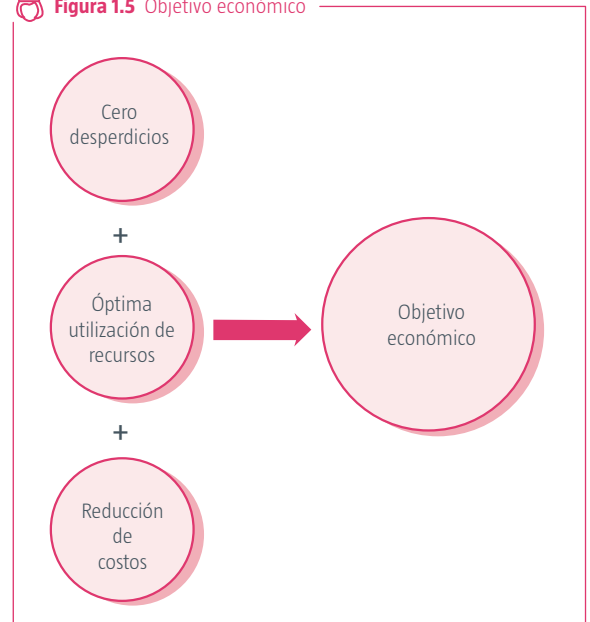 Figura 1.5 Objetivo económico
Cero
desperdicios
+
Óptima
utilización de
recursos
+
Reducción
de
costos
Objetivo
económico